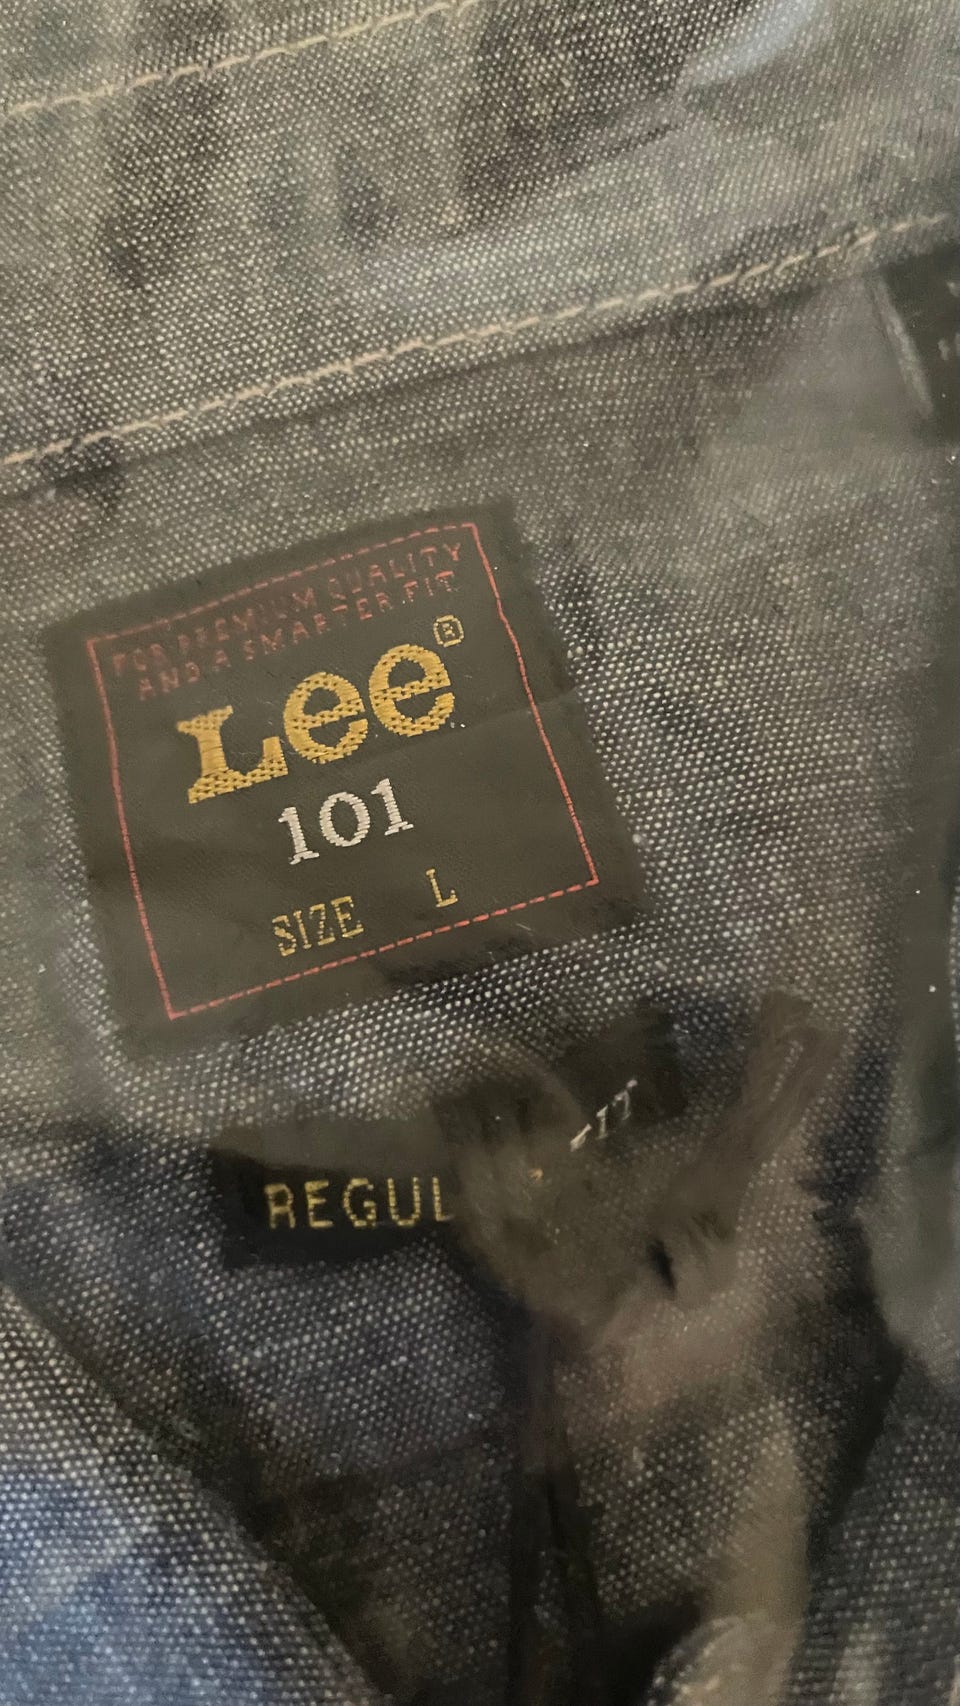 FOR PREMIUM QUALITY
AND A SMARTER FIT
Lee®
101
SIZE L
REGUL